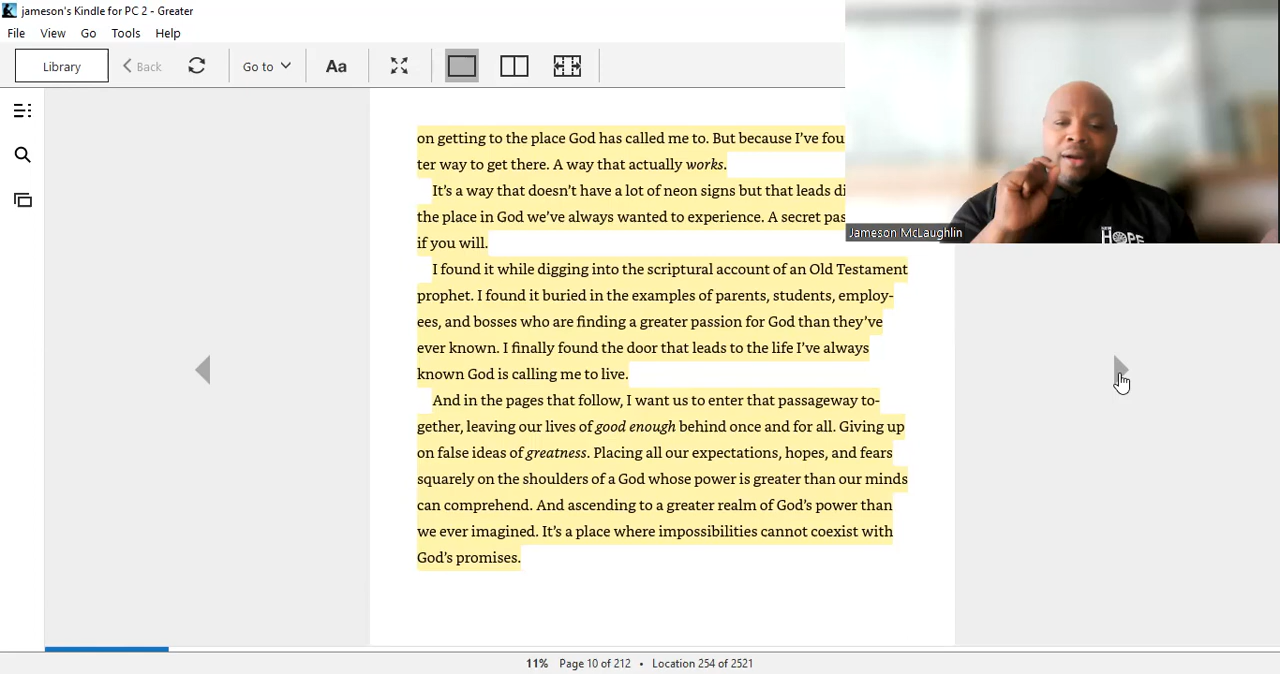 jameson's Kindle for PC 2 - Greater
File View Go Tools Help
Library Back Go to Aa
on getting to the place God has called me to. But because I've fou
ter way to get there. A way that actually works.
It's a way that doesn't have a lot of neon signs but that leads di
the place in God we've always wanted to experience. A secret pas
if you will.
Jameson McLaughlin
HOPE
I found it while digging into the scriptural account of an Old Testament
prophet. I found it buried in the examples of parents, students, employ-
ees, and bosses who are finding a greater passion for God than they've
ever known. I finally found the door that leads to the life I've always
known God is calling me to live.
And in the pages that follow, I want us to enter that passageway to-
gether, leaving our lives of good enough behind once and for all. Giving up
on false ideas of greatness. Placing all our expectations, hopes, and fears
squarely on the shoulders of a God whose power is greater than our minds
can comprehend. And ascending to a greater realm of God's power than
we ever imagined. It's a place where impossibilities cannot coexist with
God's promises.
11% Page 10 of 212 • Location 254 of 2521